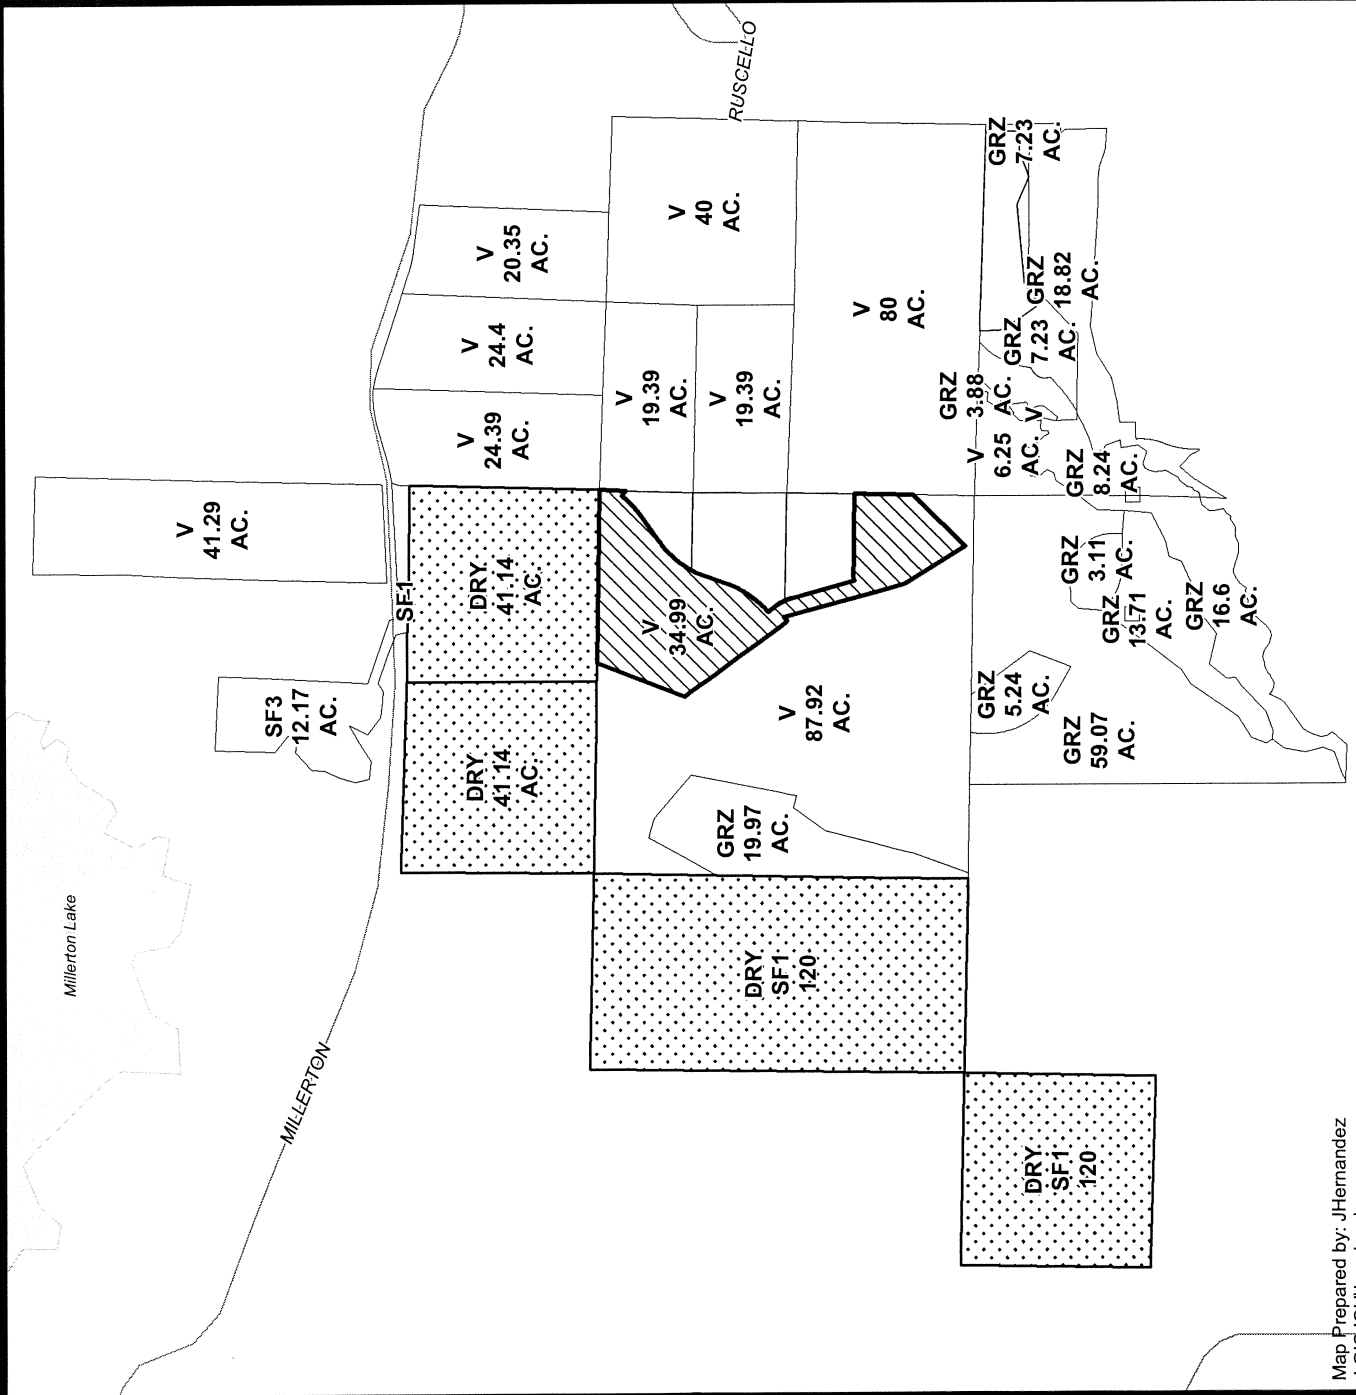 Millerton Lake
MILLERTON
RUSCELLO
V
41.29
AC.
SF3
12.17
AC.
SF1
V
20.35
AC.
V
24.4
AC.
V
24.39
AC.
DRY
41.14
AC.
DRY
41.14
AC.
V
40
AC.
V
19.39
AC.
V
19.39
AC.
V
80
AC.
V
34.99
AC.
V
87.92
AC.
GRZ
19.97
AC.
DRY
SF1
120
DRY
SF1
120
GRZ
7.23
AC.
GRZ
18.82
AC.
GRZ
7.23
AC.
GRZ
3.88
AC.
V
V
6.25
AC.
GRZ
8.24
AC.
GRZ
3.11
AC.
GRZ
13.71
AC.
GRZ
16.6
AC.
GRZ
5.24
AC.
GRZ
59.07
AC.
Map Prepared by: JHernandez